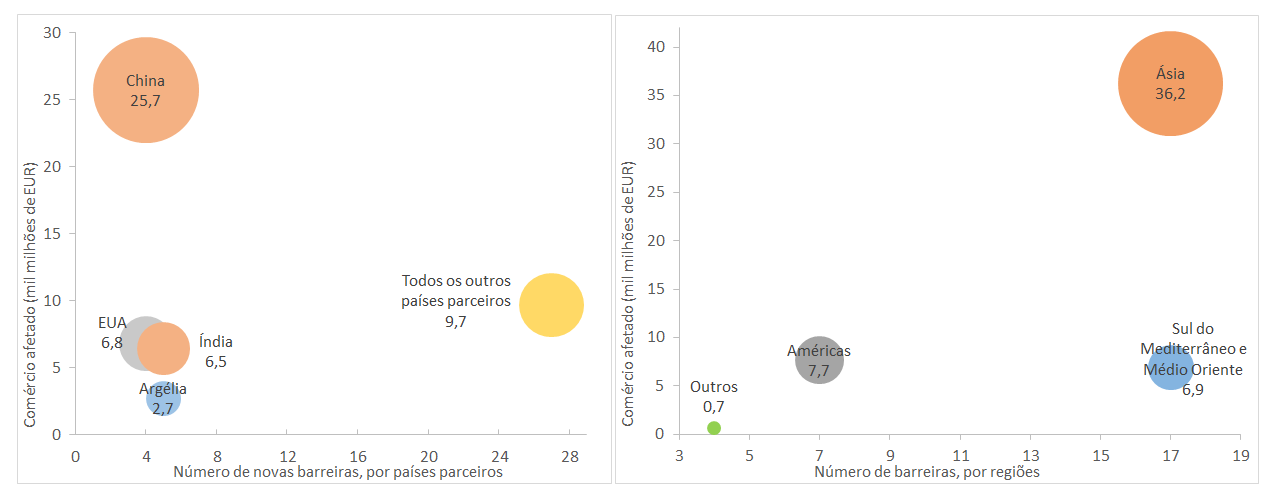 30
25
20
15
10
5
0
Comércio afetado (mil milhões de EUR)
China
25,7
EUA
6,8
Índia
6,5
Argélia
2,7
Todos os outros
países parceiros
9,7
0 4 8 12 16 20 24 28
Número de novas barreiras, por países parceiros
40
35
30
25
20
15
10
5
0
Comércio afetado (mil milhões de EUR)
Ásia
36,2
Américas
7,7
Outros
0,7
Sul do
Mediterrâneo e
Médio Oriente
6,9
3 5 7 9 11 13 15 17 19
Número de barreiras, por regiões